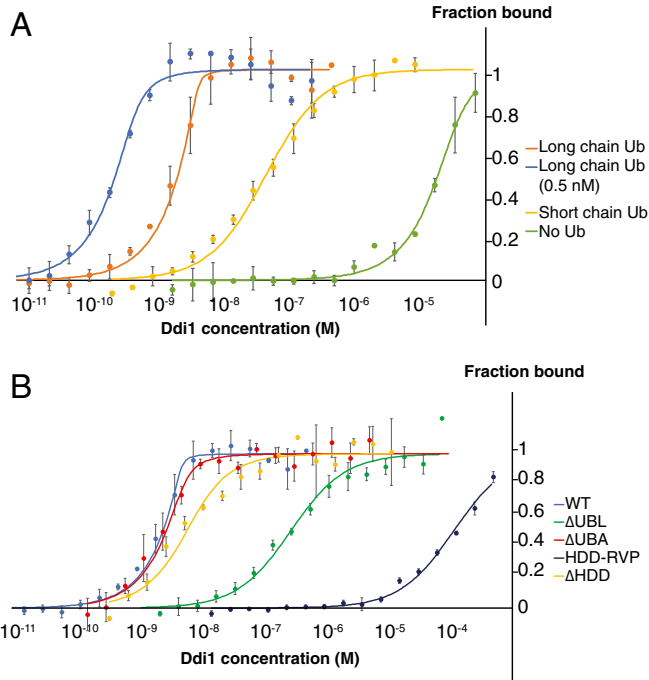 A
Fraction bound
1
0.8
0.6
0.4
0.2
0
Long chain Ub
Long chain Ub
(0.5 nM)
Short chain Ub
No Ub
10-11 10-10 10-9 10-8 10-7 10-6 10-5
Ddi1 concentration (M)
B
Fraction bound
1
0.8
0.6
0.4
0.2
0
WT
ΔUBL
ΔUBA
HDD-RVP
ΔHDD
10-11 10-10 10-9 10-8 10-7 10-6 10-5 10-4
Ddi1 concentration (M)